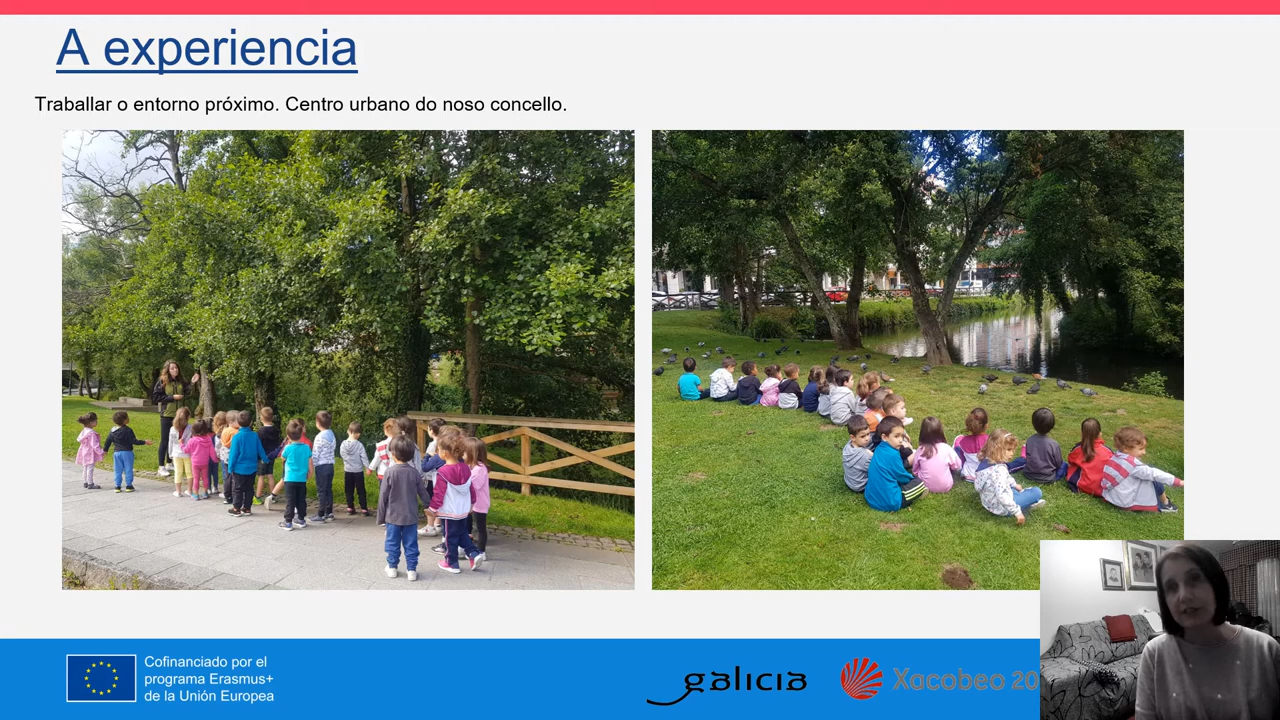 A experiencia
Traballar o entorno próximo. Centro urbano do noso concello.
Cofinanciado por el
programa Erasmus+
de la Unión Europea
galicia
Xacobeo 20